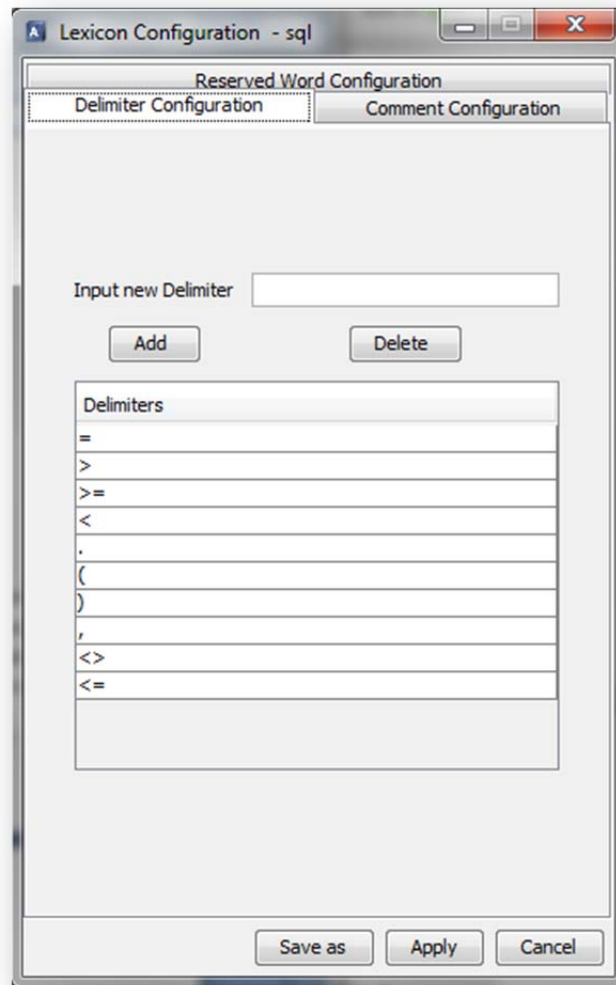 Lexicon Configuration - sql
Reserved Word Configuration
Delimiter Configuration Comment Configuration
Input new Delimiter
Add Delete
Delimiters
=
>
>=
<
.
(
)
,
<>
<=
Save as Apply Cancel